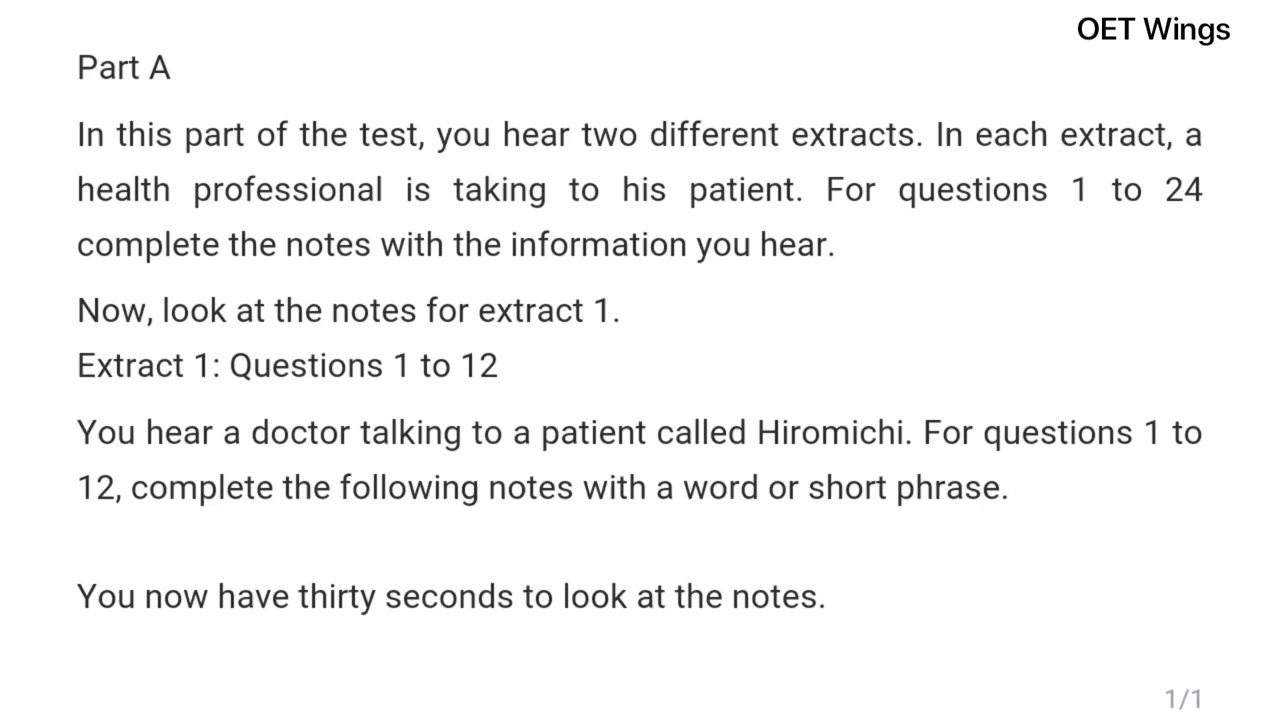 OET Wings
Part A
In this part of the test, you hear two different extracts. In each extract, a
health professional is taking to his patient. For questions 1 to 24
complete the notes with the information you hear.
Now, look at the notes for extract 1.
Extract 1: Questions 1 to 12
You hear a doctor talking to a patient called Hiromichi. For questions 1 to
12, complete the following notes with a word or short phrase.
You now have thirty seconds to look at the notes.
1/1